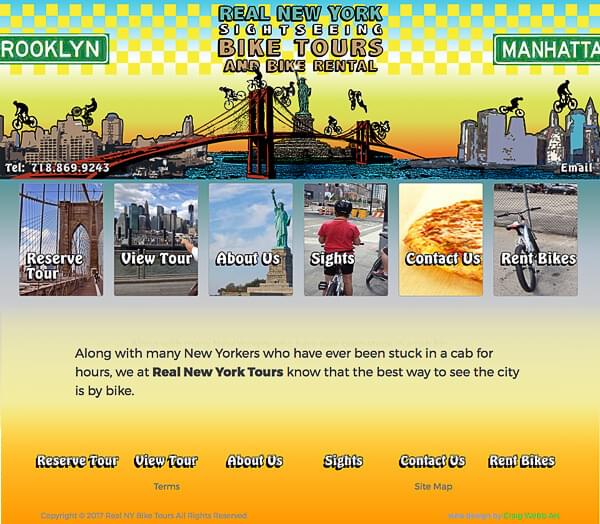 REAL NEW YORK
SIGHTSEEING
BIKE TOURS
AND BIKE RENTAL
ROOKLYN
MANHATTA
Tel: 718.869.9243
Email
Reserve Tour
View Tour
About Us
Sights
Contact Us
Rent Bikes
Along with many New Yorkers who have ever been stuck in a cab for
hours, we at Real New York Tours know that the best way to see the city
is by bike.
Reserve Tour View Tour About Us Sights Contact Us Rent Bikes
Terms Site Map
Copyright © 2017 Real NY Bike Tours All Rights Reserved web design by Craig Webb Art